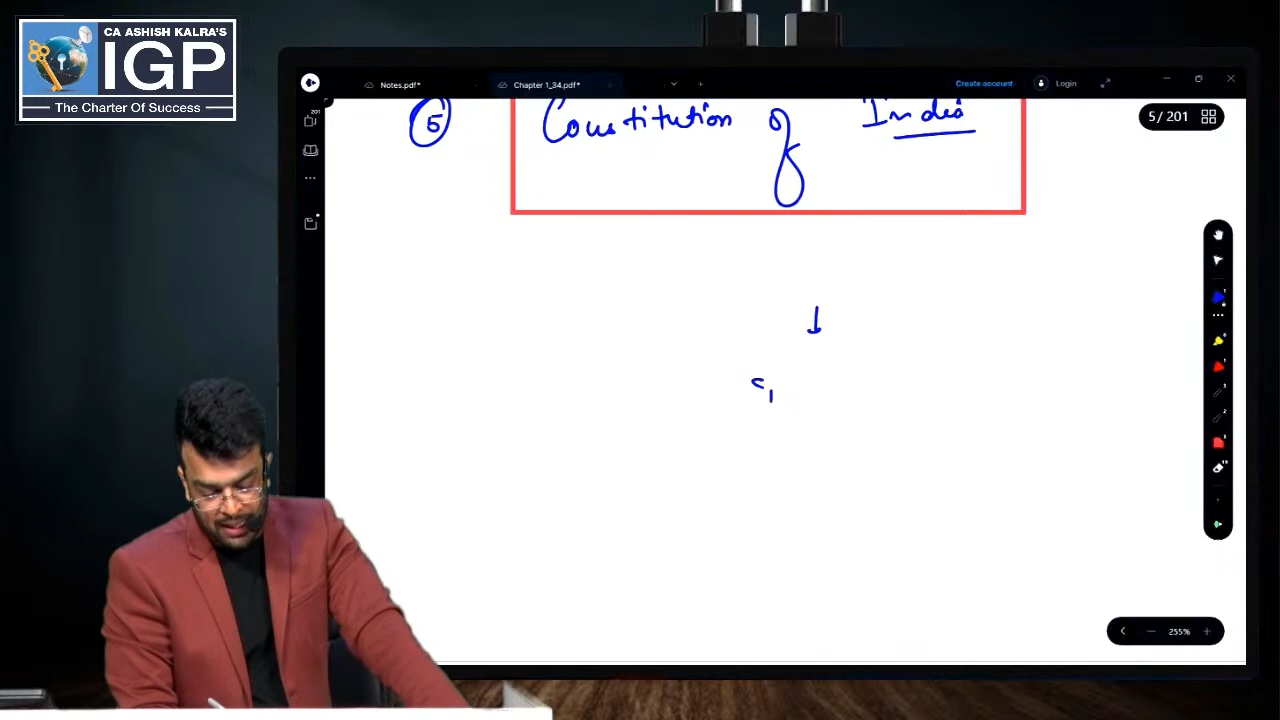 CA ASHISH KALRA'S
IGP
The Charter Of Success
Notes.pdf*
Chapter 1_34.pdf*
Create account
Login
201
5 Constitution of India
5 / 201
255%